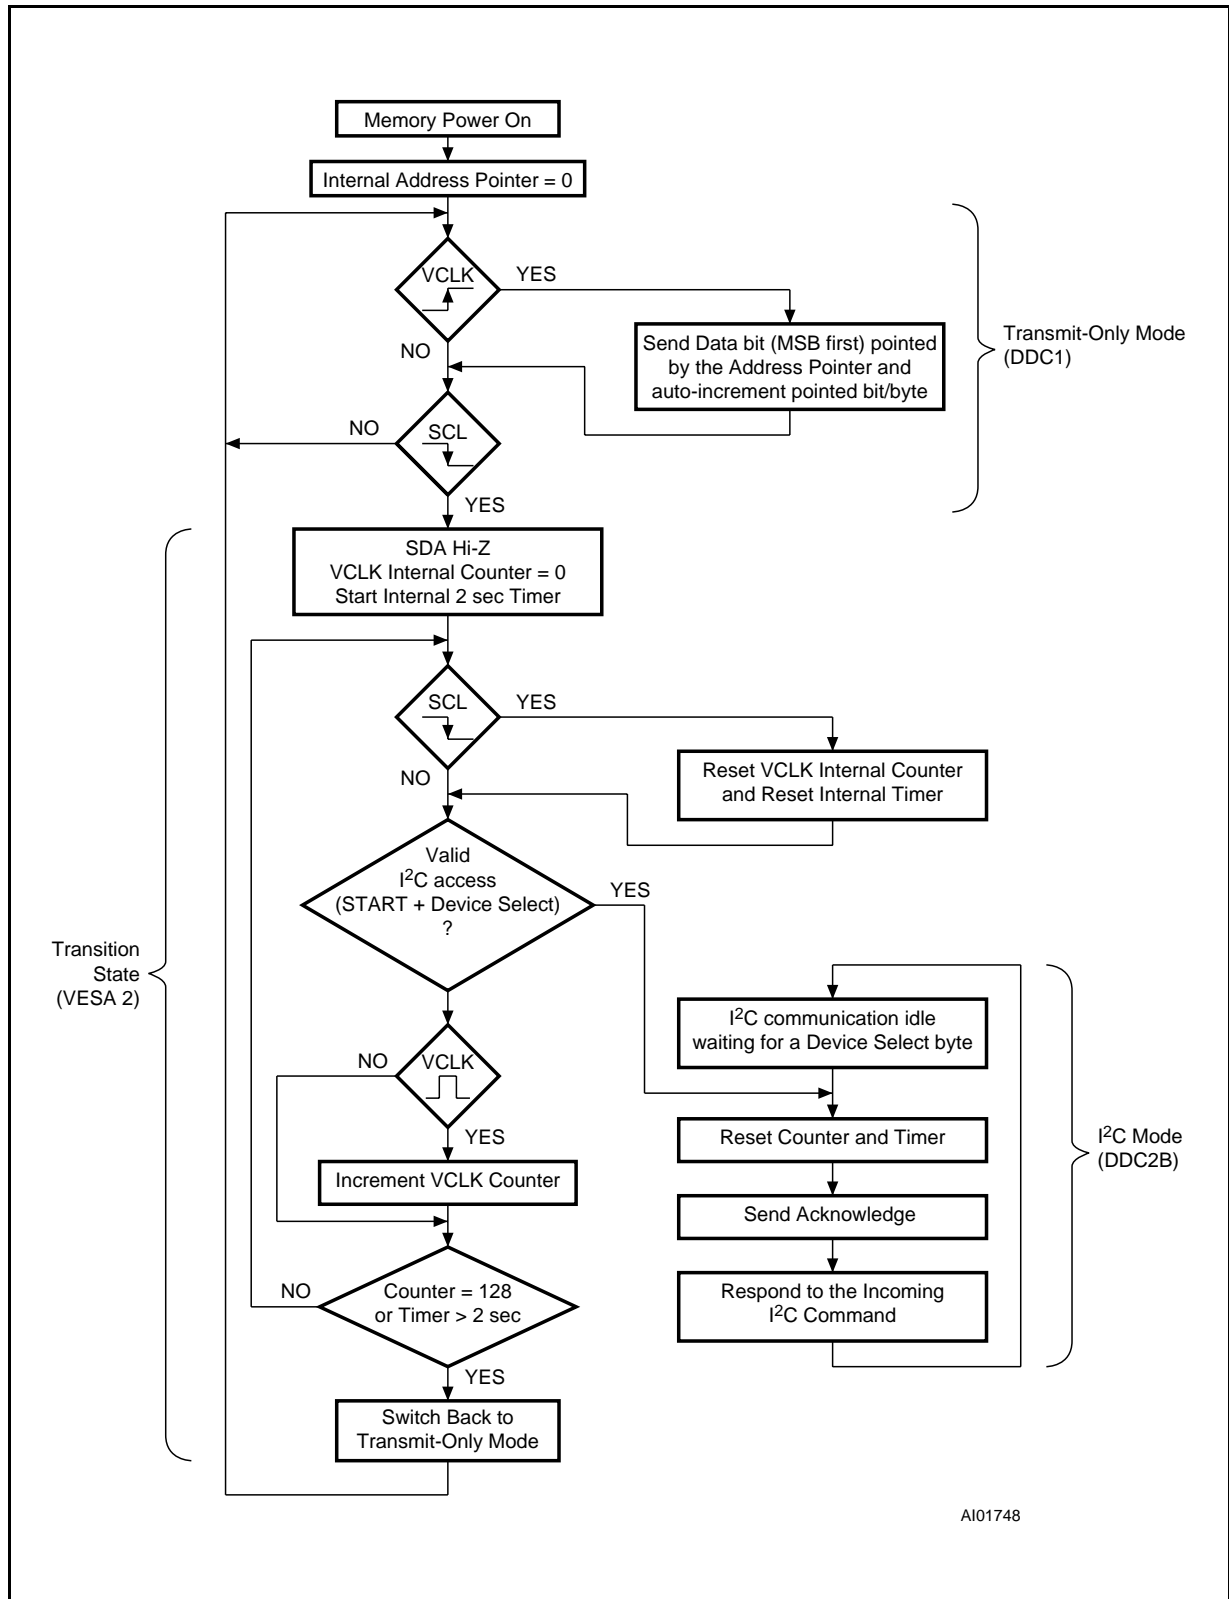 Memory Power On
Internal Address Pointer = 0
VCLK
YES
NO
Send Data bit (MSB first) pointed
by the Address Pointer and
auto-increment pointed bit/byte
Transmit-Only Mode
(DDC1)
SCL
NO
YES
SDA Hi-Z
VCLK Internal Counter = 0
Start Internal 2 sec Timer
SCL
YES
NO
Reset VCLK Internal Counter
and Reset Internal Timer
Valid
I²C access
(START + Device Select)
?
YES
Transition
State
(VESA 2)
I²C communication idle
waiting for a Device Select byte
VCLK
NO
YES
Increment VCLK Counter
Reset Counter and Timer
Send Acknowledge
Respond to the Incoming
I²C Command
I²C Mode
(DDC2B)
Counter = 128
or Timer > 2 sec
NO
YES
Switch Back to
Transmit-Only Mode
AI01748